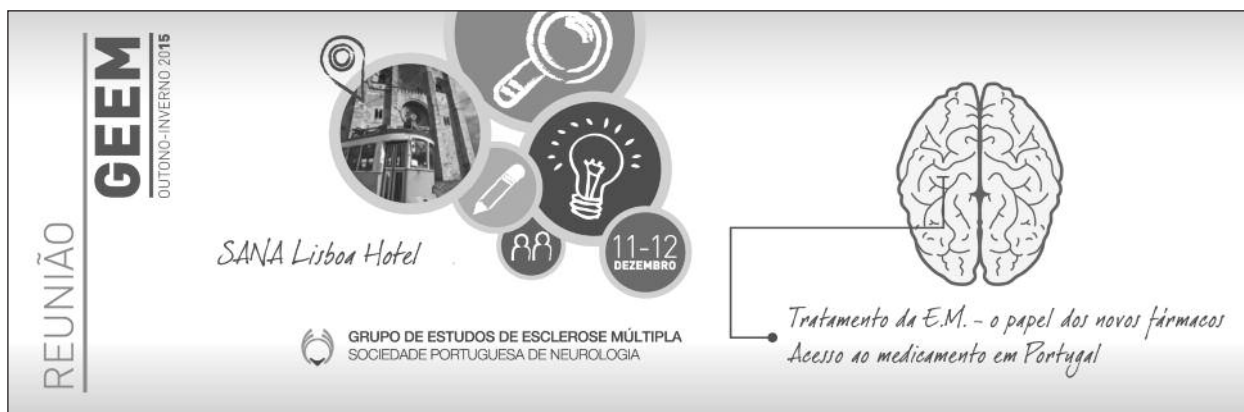 REUNIÃO
GEEM
OUTONO-INVERNO 2015
SANA Lisboa Hotel
11-12
DEZEMBRO
GRUPO DE ESTUDOS DE ESCLEROSE MÚLTIPLA
SOCIEDADE PORTUGUESA DE NEUROLOGIA
Tratamento da E.M. - o papel dos novos fármacos
Acesso ao medicamento em Portugal